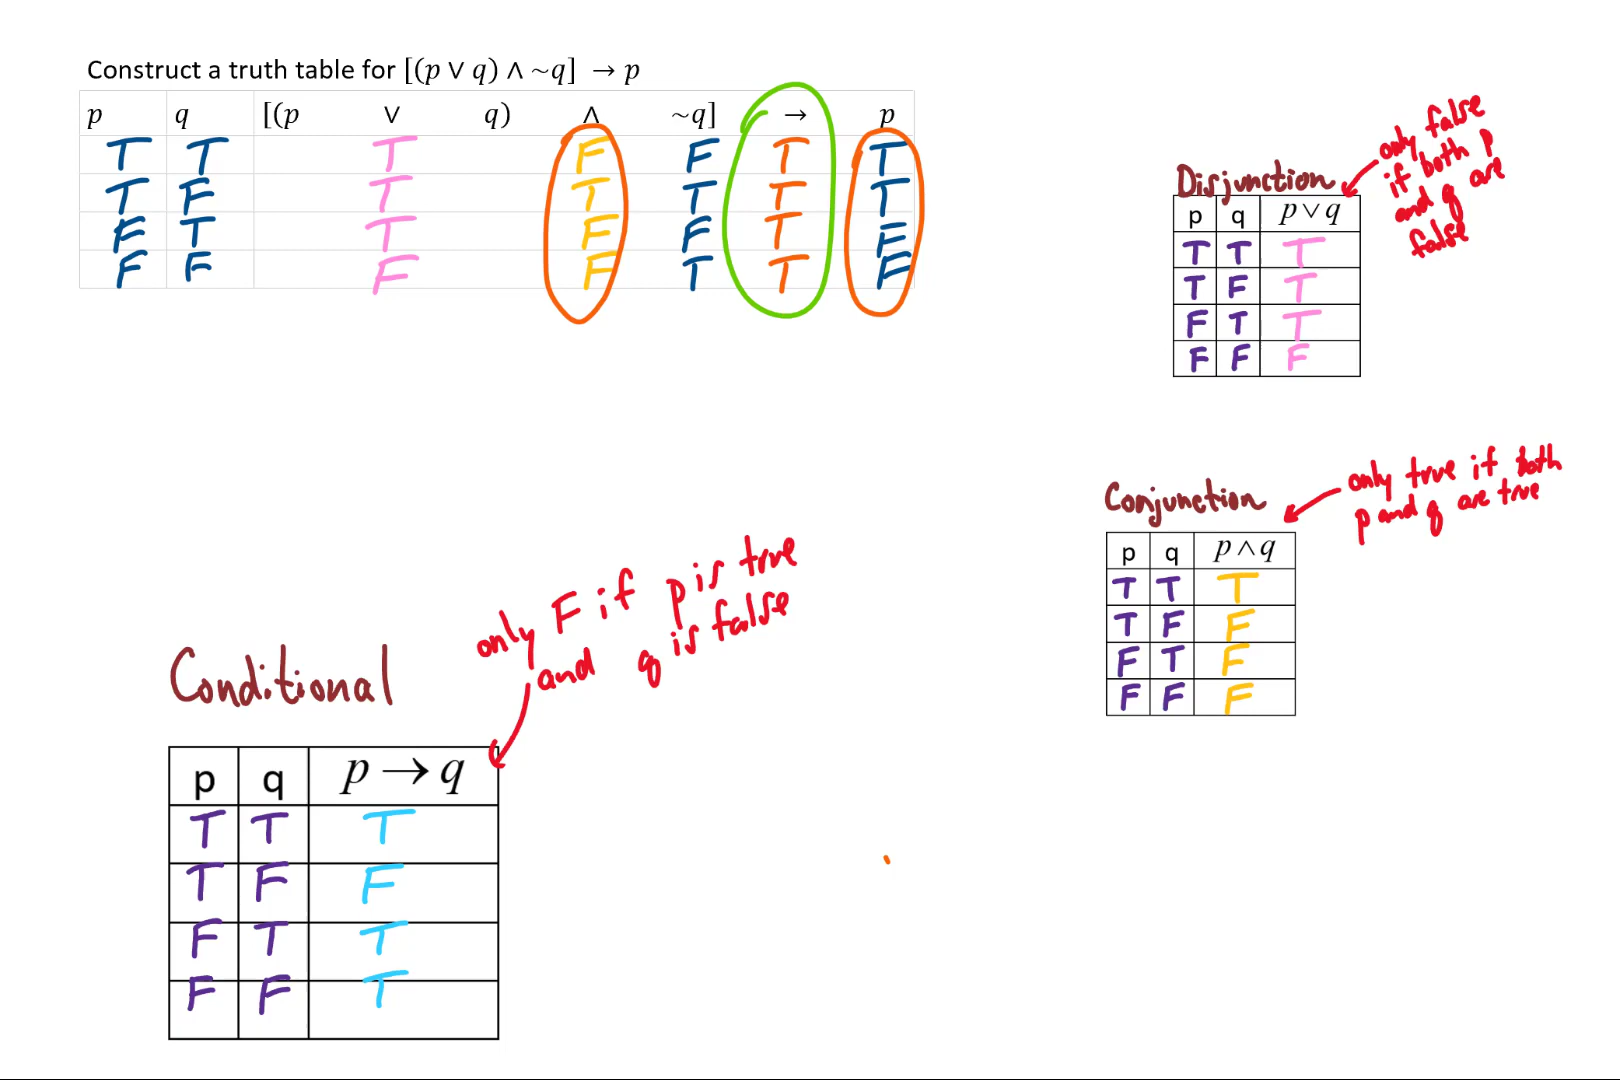 Construct a truth table for [(p ∨ q) ∧ ~q] → p
p q [(p ∨ q) ∧ ~q] → p
T T T F F T T
T F T T T T T
F T T F F T F
F F F F T T F
Disjunction
only false
if both p
and q are
false
p q p ∨ q
T T T
T F T
F T T
F F F
Conjunction
only true if both
p and q are true
p q p ∧ q
T T T
T F F
F T F
F F F
Conditional
only F if p is true
and q is false
p q p → q
T T T
T F F
F T T
F F T